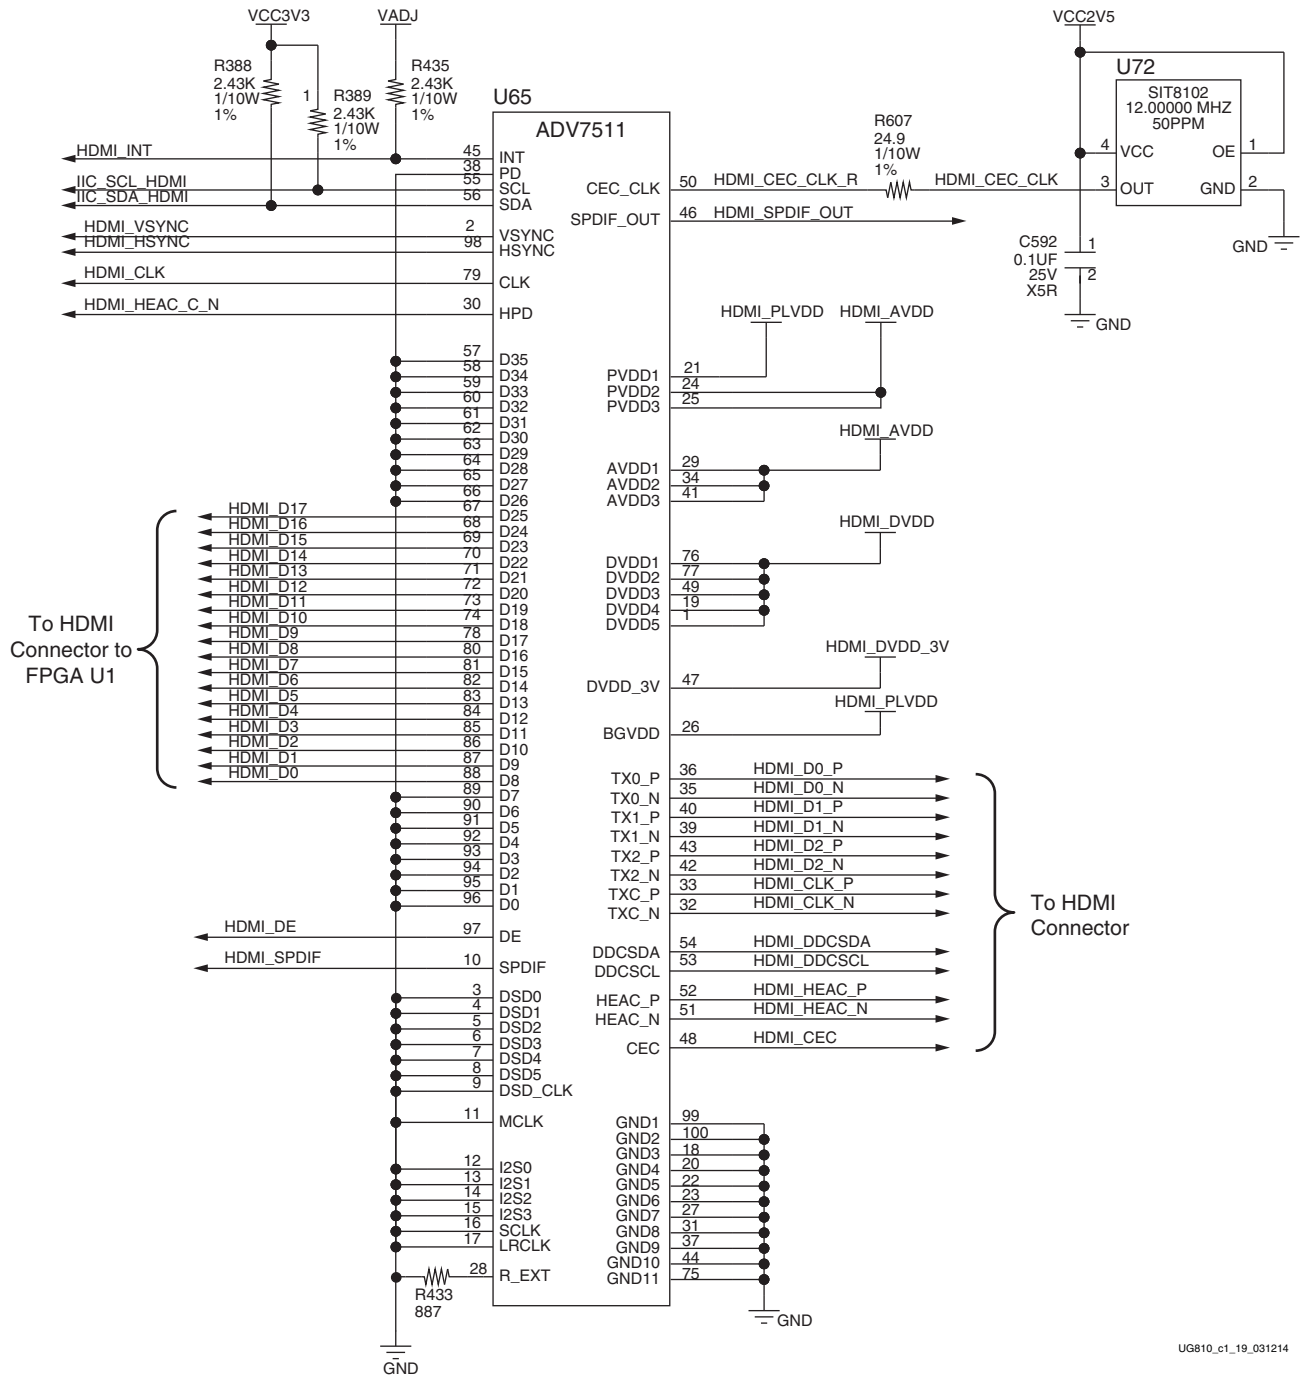 VCC3V3
VADJ
VCC2V5
R388
2.43K
1/10W
1%
1
R389
2.43K
1/10W
1%
R435
2.43K
1/10W
1%
U65
ADV7511
U72
SIT8102
12.00000 MHZ
50PPM
4 VCC
OE 1
3 OUT
GND 2
GND
R607
24.9
1/10W
1%
C592
0.1UF
25V
X5R
1
2
GND
HDMI_INT 45 INT
38 PD
IIC_SCL_HDMI 55 SCL
IIC_SDA_HDMI 56 SDA
HDMI_VSYNC 2 VSYNC
HDMI_HSYNC 98 HSYNC
HDMI_CLK 79 CLK
HDMI_HEAC_C_N 30 HPD
57 D35
58 D34
59 D33
60 D32
61 D31
62 D30
63 D29
64 D28
65 D27
66 D26
HDMI_D17 67 D25
HDMI_D16 68 D24
HDMI_D15 69 D23
HDMI_D14 70 D22
HDMI_D13 71 D21
HDMI_D12 72 D20
HDMI_D11 73 D19
HDMI_D10 74 D18
HDMI_D9 78 D17
HDMI_D8 80 D16
HDMI_D7 81 D15
HDMI_D6 82 D14
HDMI_D5 83 D13
HDMI_D4 84 D12
HDMI_D3 85 D11
HDMI_D2 86 D10
HDMI_D1 87 D9
HDMI_D0 88 D8
To HDMI
Connector to
FPGA U1
89 D7
90 D6
91 D5
92 D4
93 D3
94 D2
95 D1
96 D0
HDMI_DE 97 DE
HDMI_SPDIF 10 SPDIF
3 DSD0
4 DSD1
5 DSD2
6 DSD3
7 DSD4
8 DSD5
9 DSD_CLK
11 MCLK
12 I2S0
13 I2S1
14 I2S2
15 I2S3
16 SCLK
17 LRCLK
28 R_EXT
R433
887
GND
CEC_CLK 50 HDMI_CEC_CLK_R HDMI_CEC_CLK
SPDIF_OUT 46 HDMI_SPDIF_OUT
HDMI_PLVDD HDMI_AVDD
PVDD1 21
PVDD2 24
PVDD3 25
HDMI_AVDD
AVDD1 29
AVDD2 34
AVDD3 41
HDMI_DVDD
DVDD1 76
DVDD2 77
DVDD3 49
DVDD4 19
DVDD5 1
HDMI_DVDD_3V
DVDD_3V 47
HDMI_PLVDD
BGVDD 26
TX0_P 36 HDMI_D0_P
TX0_N 35 HDMI_D0_N
TX1_P 40 HDMI_D1_P
TX1_N 39 HDMI_D1_N
TX2_P 43 HDMI_D2_P
TX2_N 42 HDMI_D2_N
TXC_P 33 HDMI_CLK_P
TXC_N 32 HDMI_CLK_N
DDCSDA 54 HDMI_DDCSDA
DDCSCL 53 HDMI_DDCSCL
HEAC_P 52 HDMI_HEAC_P
HEAC_N 51 HDMI_HEAC_N
CEC 48 HDMI_CEC
To HDMI
Connector
GND1 99
GND2 100
GND3 18
GND4 20
GND5 22
GND6 23
GND7 27
GND8 31
GND9 37
GND10 44
GND11 75
GND
UG810_c1_19_031214